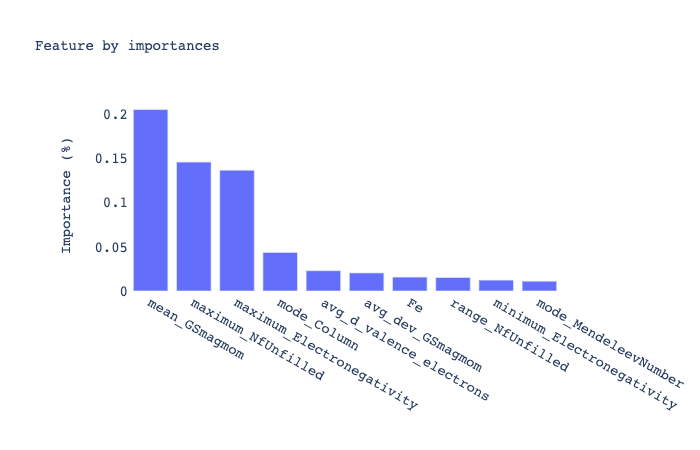 Feature by importances
Importance (%)
0.2
0.15
0.1
0.05
0
mean_GSmagmom
maximum_NfUnfilled
maximum_Electronegativity
mode_Column
avg_d_valence_electrons
avg_dev_GSmagmom
Fe
range_NfUnfilled
minimum_Electronegativity
mode_MendeleevNumber